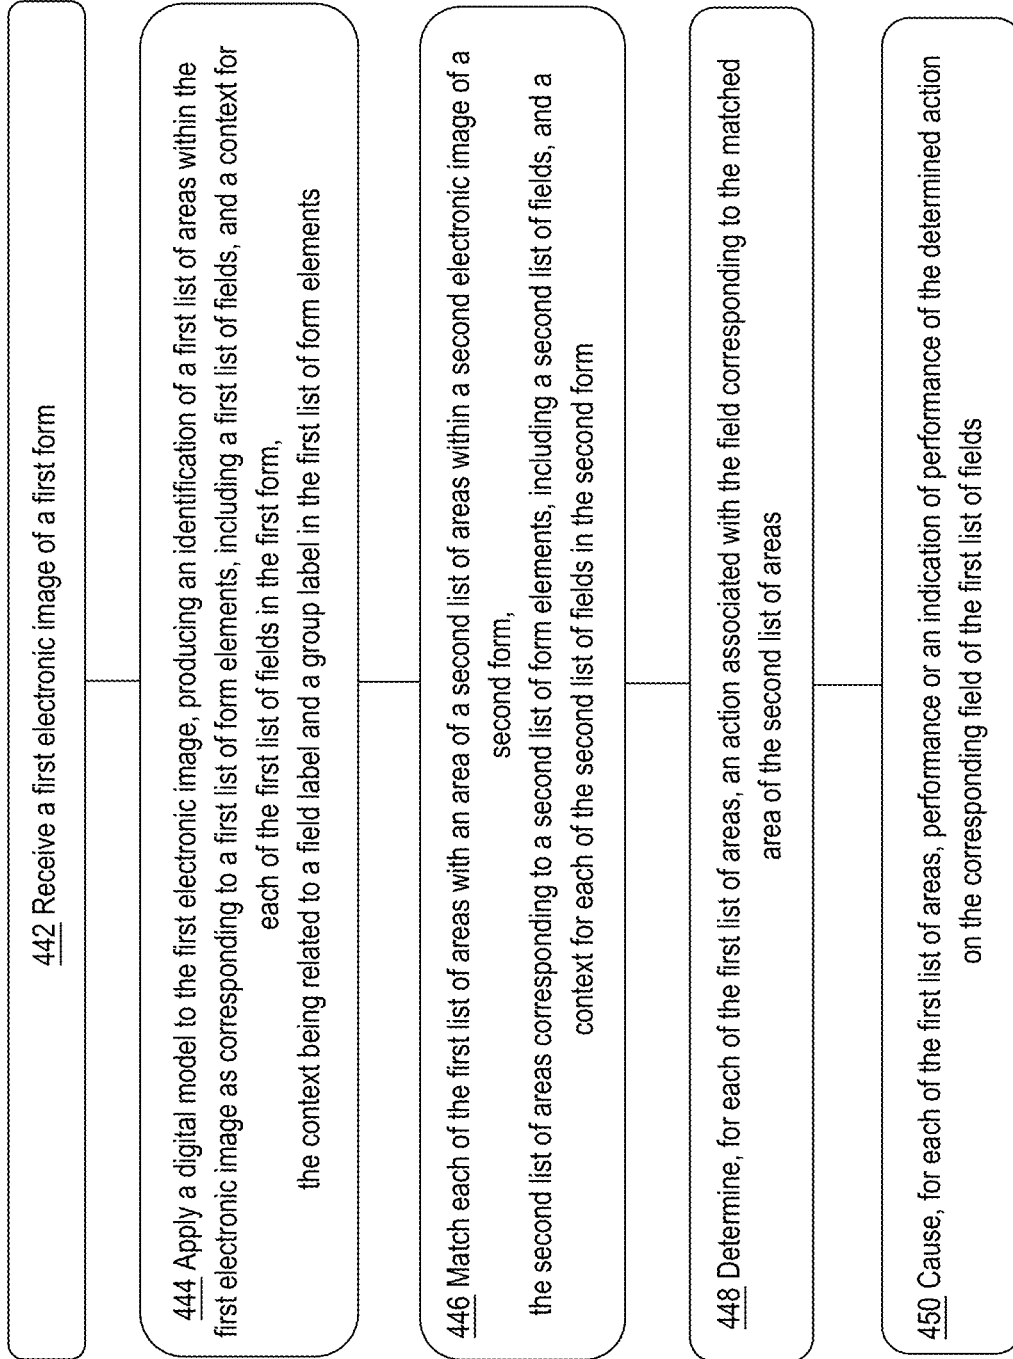 442 Receive a first electronic image of a first form
444 Apply a digital model to the first electronic image, producing an identification of a first list of areas within the
first electronic image as corresponding to a first list of form elements, including a first list of fields, and a context for
each of the first list of fields in the first form,
the context being related to a field label and a group label in the first list of form elements
446 Match each of the first list of areas with an area of a second list of areas within a second electronic image of a
second form,
the second list of areas corresponding to a second list of form elements, including a second list of fields, and a
context for each of the second list of fields in the second form
448 Determine, for each of the first list of areas, an action associated with the field corresponding to the matched
area of the second list of areas
450 Cause, for each of the first list of areas, performance or an indication of performance of the determined action
on the corresponding field of the first list of fields